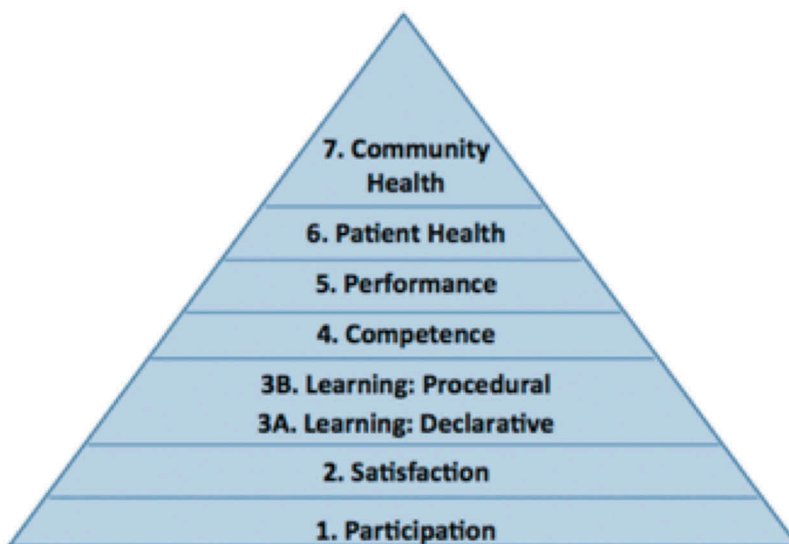 7. Community
Health
6. Patient Health
5. Performance
4. Competence
3B. Learning: Procedural
3A. Learning: Declarative
2. Satisfaction
1. Participation